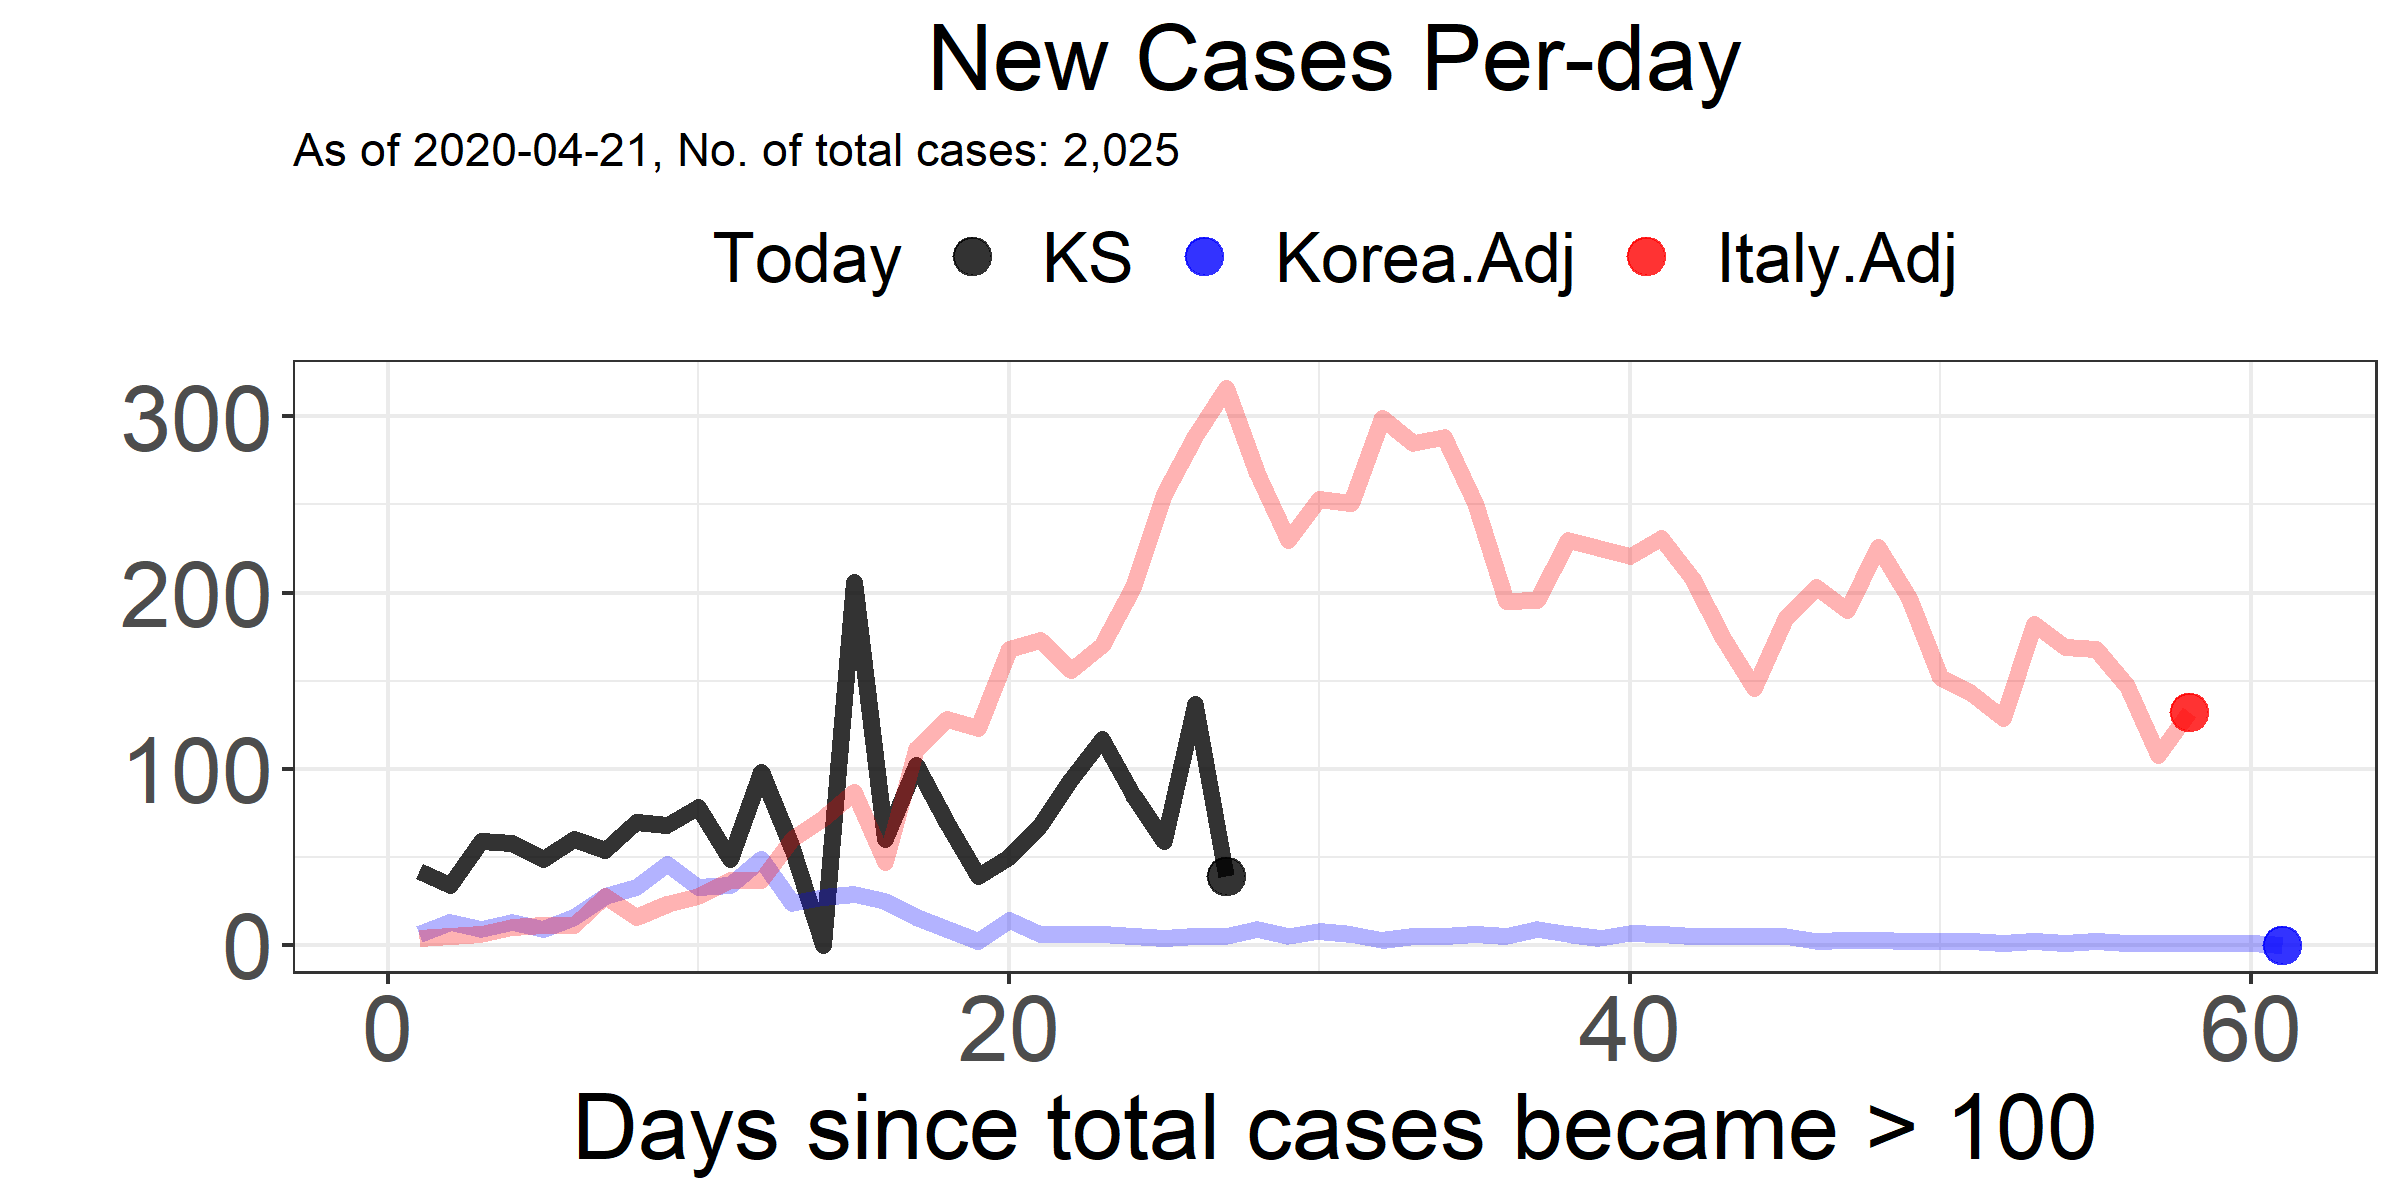 New Cases Per-day
As of 2020-04-21, No. of total cases: 2,025
Today KS Korea.Adj Italy.Adj
300
200
100
0
0 20 40 60
Days since total cases became > 100